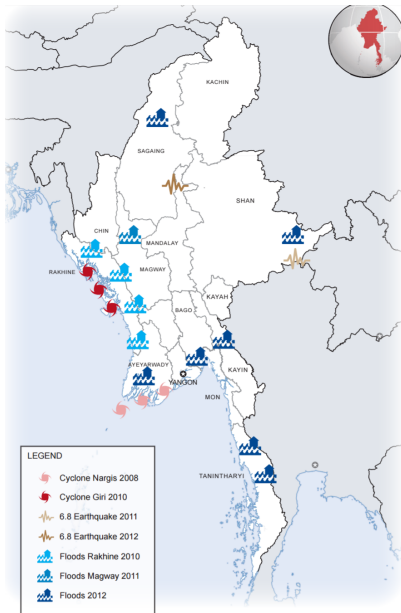 KACHIN
SAGAING
SHAN
CHIN
MANDALAY
RAKHINE
MAGWAY
KAYAH
BAGO
AYEYARWADY
YANGON
KAYIN
MON
TANINTHARYI
LEGEND
Cyclone Nargis 2008
Cyclone Giri 2010
6.8 Earthquake 2011
6.8 Earthquake 2012
Floods Rakhine 2010
Floods Magway 2011
Floods 2012